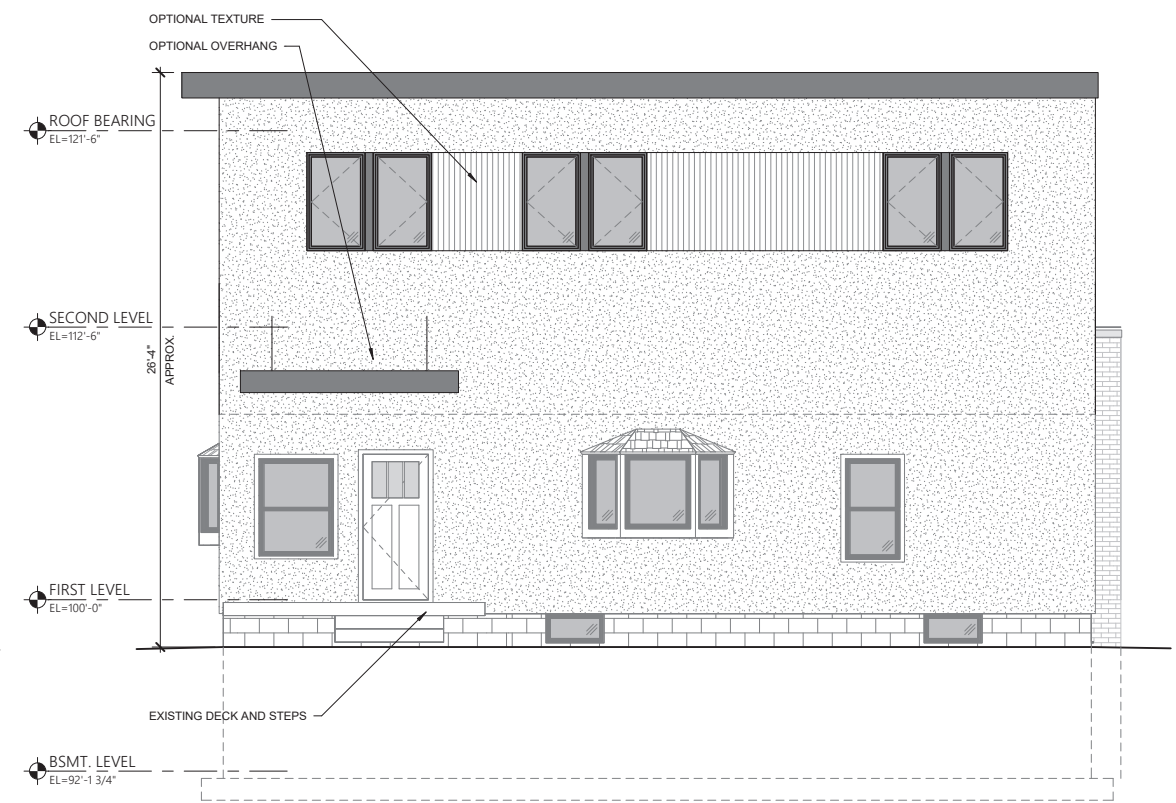 OPTIONAL TEXTURE
OPTIONAL OVERHANG
ROOF BEARING
EL=121'-6"
SECOND LEVEL
EL=112'-6"
26'-4"
APPROX.
FIRST LEVEL
EL=100'-0"
EXISTING DECK AND STEPS
BSMT. LEVEL
EL=92'-1 3/4"